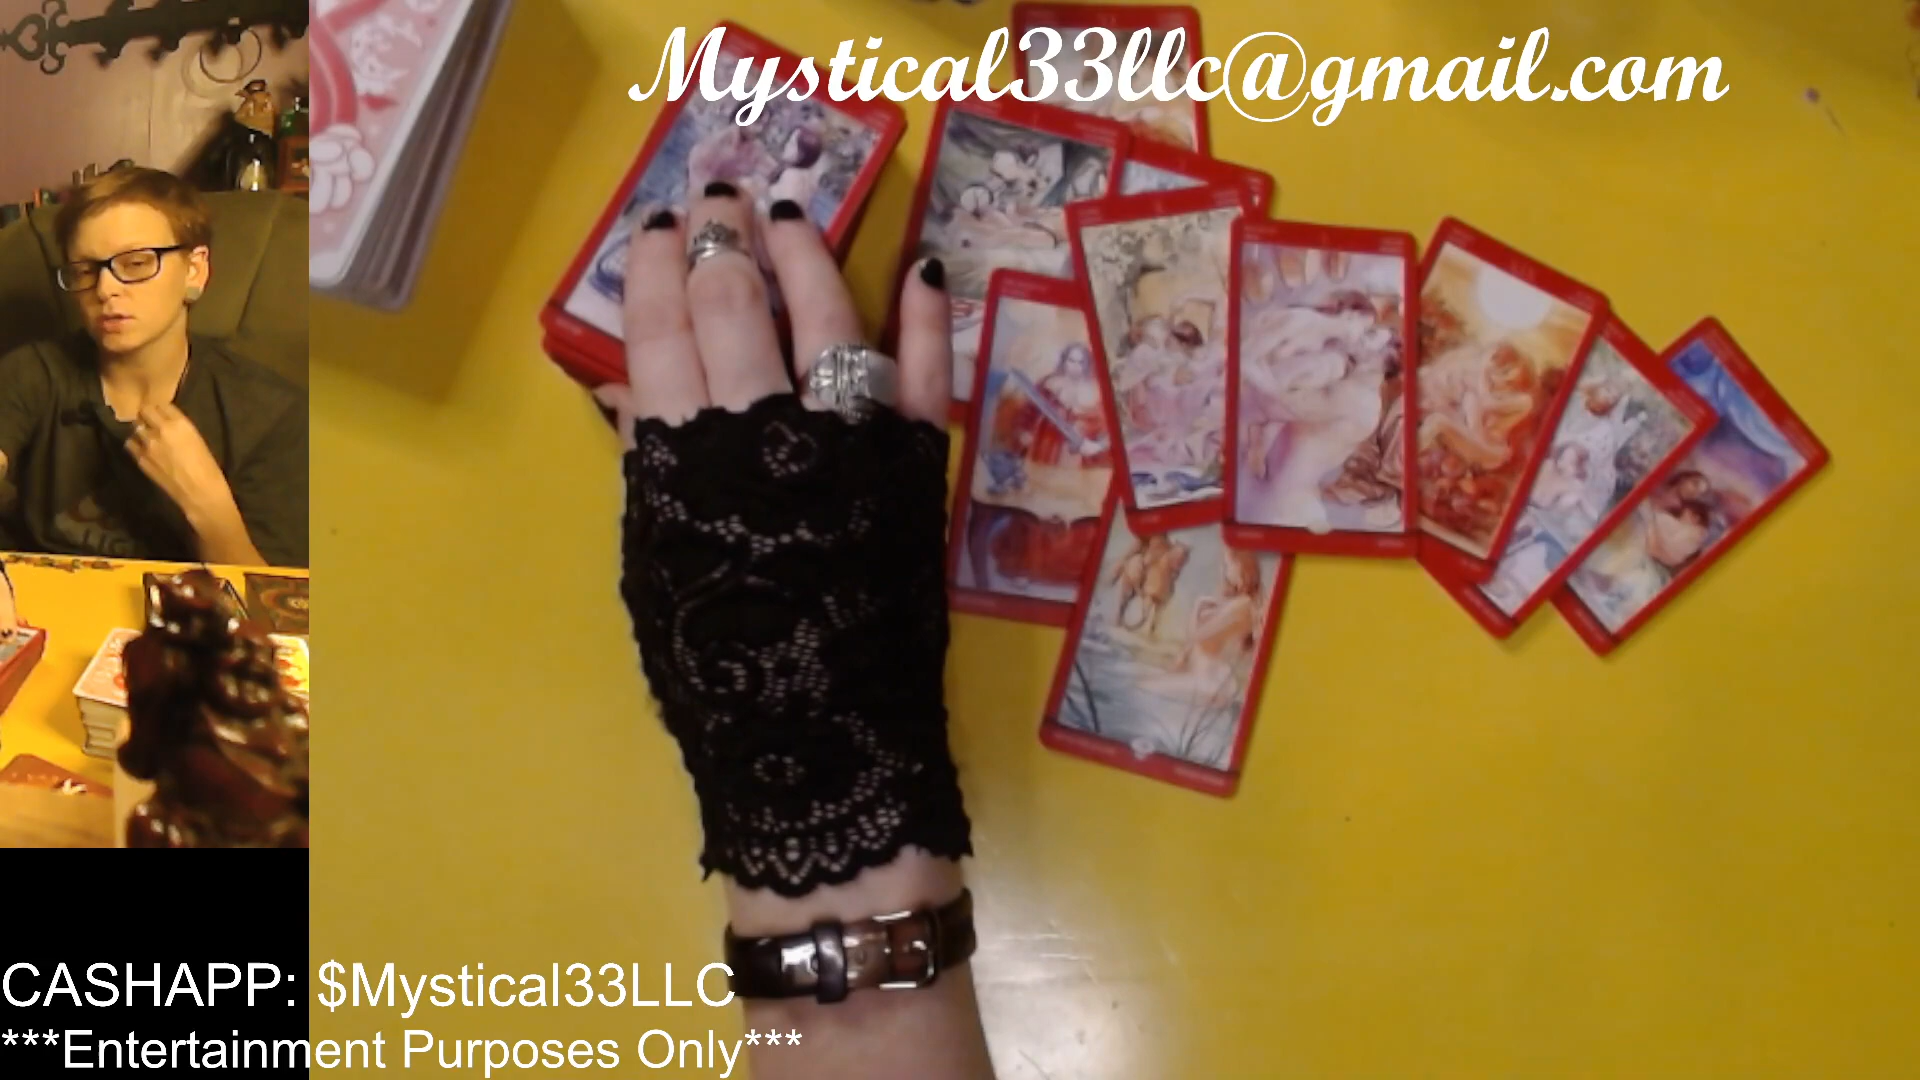 Mystical33llc@gmail.com
CASHAPP: $Mystical33LLC
***Entertainment Purposes Only***